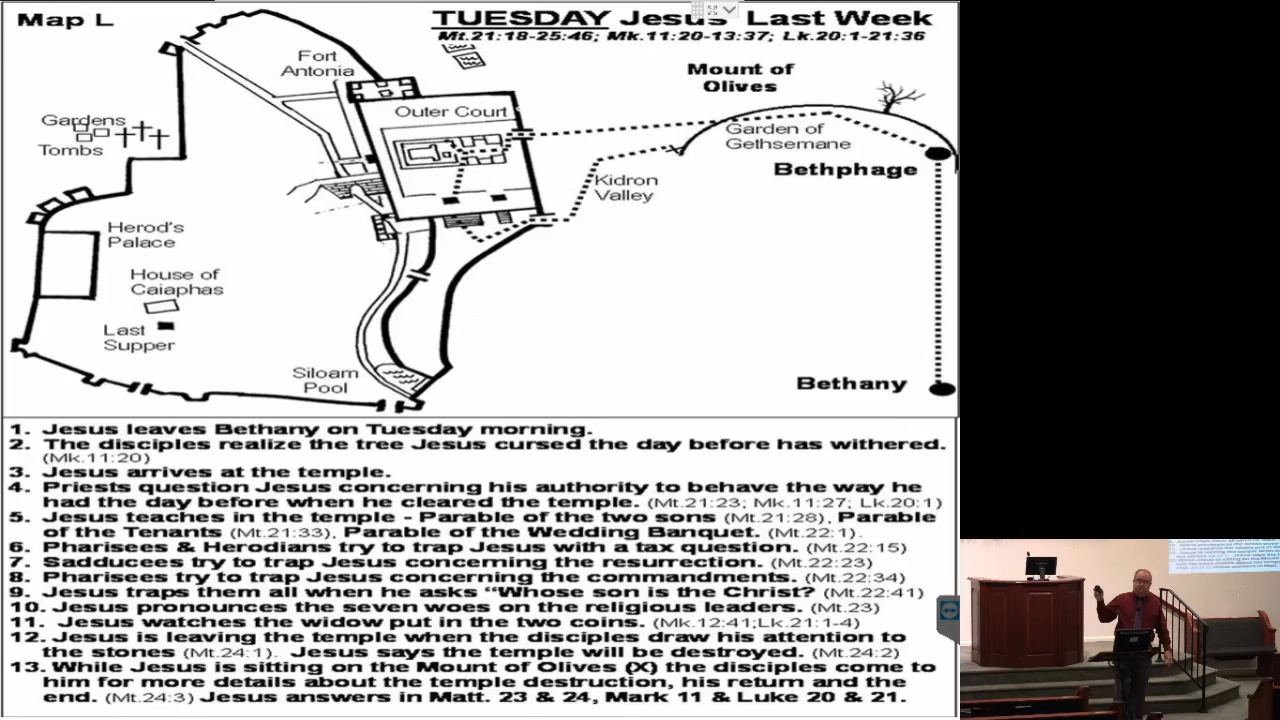 Map L
TUESDAY Jesus' Last Week
Mt.21:18-25:46; Mk.11:20-13:37; Lk.20:1-21:36
Fort
Antonia
Mount of
Olives
Outer Court
Gardens
Tombs
Garden of
Gethsemane
Bethphage
Kidron
Valley
Herod's
Palace
House of
Caiaphas
Last
Supper
Siloam
Pool
Bethany
1. Jesus leaves Bethany on Tuesday morning.
2. The disciples realize the tree Jesus cursed the day before has withered.
(Mk.11:20)
3. Jesus arrives at the temple.
4. Priests question Jesus concerning his authority to behave the way he
had the day before when he cleared the temple. (Mt.21:23; Mk.11:27; Lk.20:1)
5. Jesus teaches in the temple - Parable of the two sons (Mt.21:28), Parable
of the Tenants (Mt.21:33), Parable of the Wedding Banquet. (Mt.22:1).
6. Pharisees & Herodians try to trap Jesus with a tax question. (Mt.22:15)
7. Sadducees try to trap Jesus concerning the resurrection. (Mt.22:23)
8. Pharisees try to trap Jesus concerning the commandments. (Mt.22:34)
9. Jesus traps them all when he asks "Whose son is the Christ? (Mt.22:41)
10. Jesus pronounces the seven woes on the religious leaders. (Mt.23)
11. Jesus watches the widow put in the two coins. (Mk.12:41;Lk.21:1-4)
12. Jesus is leaving the temple when the disciples draw his attention to
the stones (Mt.24:1). Jesus says the temple will be destroyed. (Mt.24:2)
13. While Jesus is sitting on the Mount of Olives (X) the disciples come to
him for more details about the temple destruction, his return and the
end. (Mt.24:3) Jesus answers in Matt. 23 & 24, Mark 11 & Luke 20 & 21.